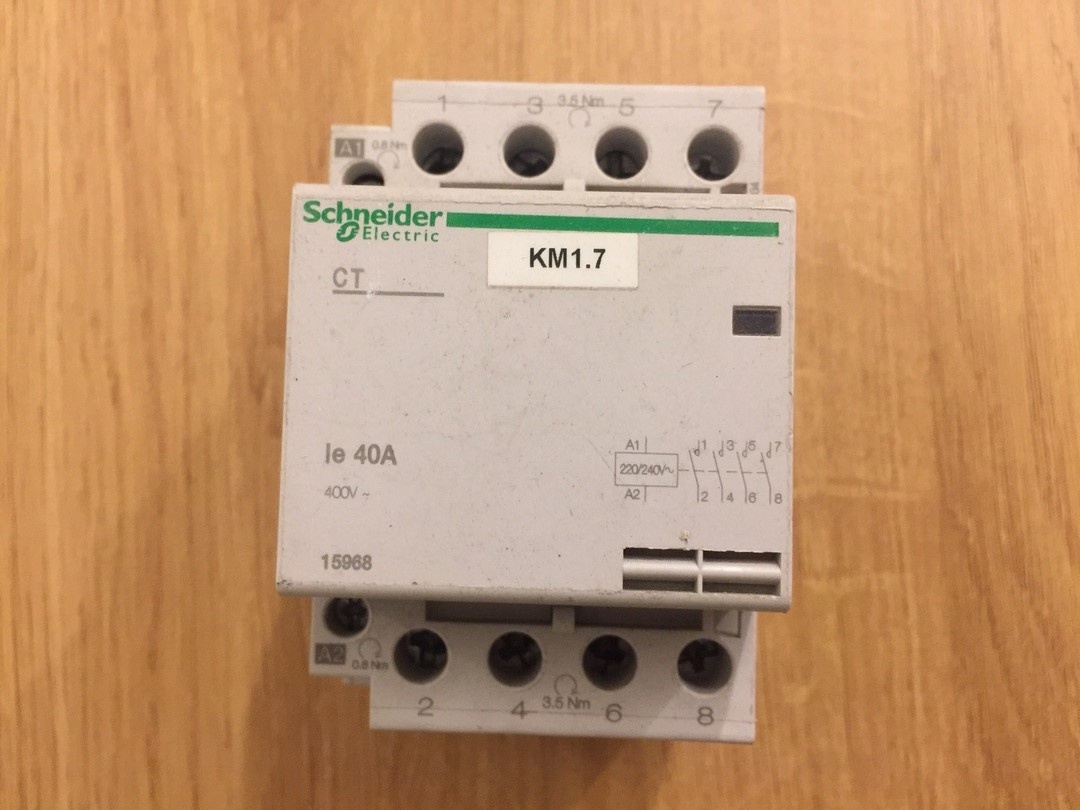 1 3 3.5 Nm 5 7
A1 0.8 Nm
Schneider
Electric
KM1.7
CT
Ie 40A
400V ~
15968
A1 1 3 5 7
220/240V~
A2 2 4 6 8
A2 0.8 Nm
3.5 Nm
2 4 6 8